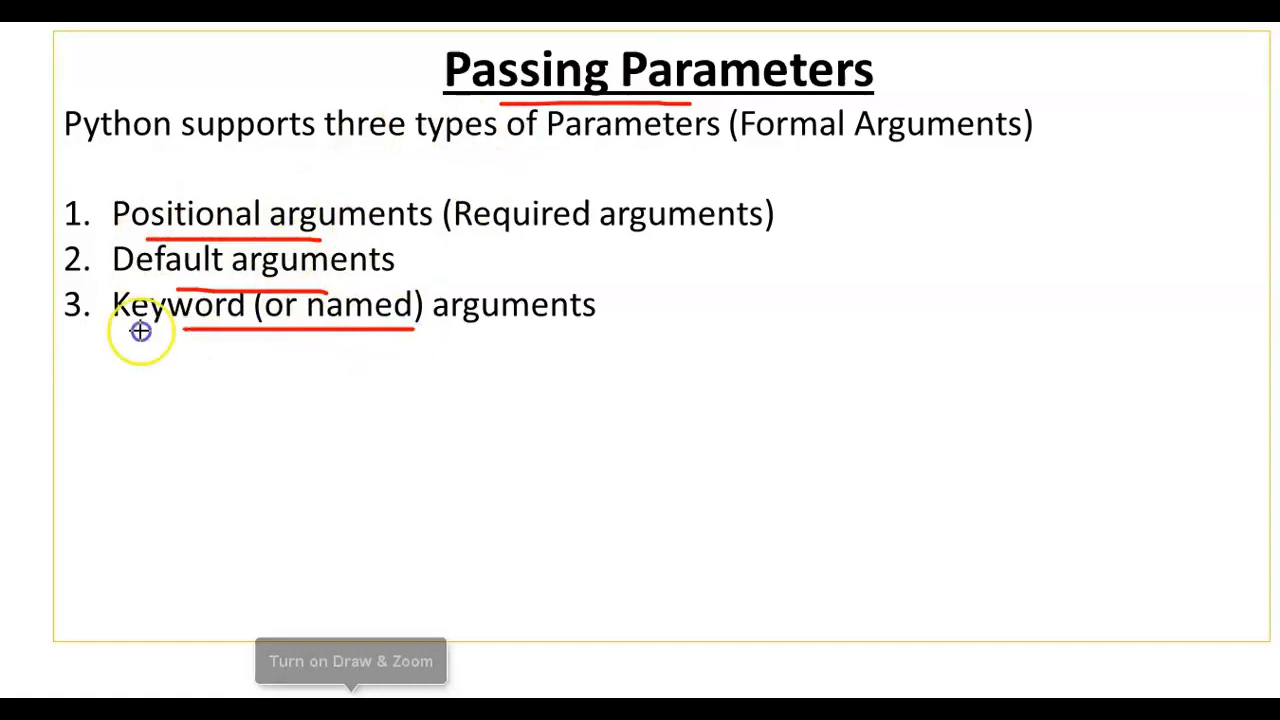 Passing Parameters
Python supports three types of Parameters (Formal Arguments)
1. Positional arguments (Required arguments)
2. Default arguments
3. Keyword (or named) arguments
Turn on Draw & Zoom